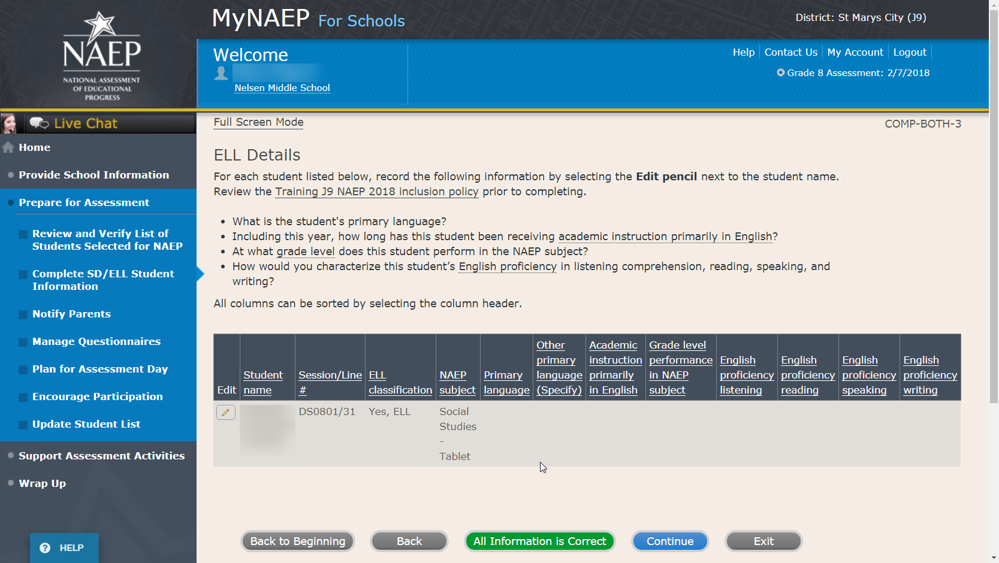 NAEP
NATIONAL ASSESSMENT
OF EDUCATIONAL
PROGRESS
MyNAEP For Schools
District: St Marys City (J9)
Welcome
Nelsen Middle School
Help
Contact Us
My Account
Logout
Grade 8 Assessment: 2/7/2018
Live Chat
Home
Provide School Information
Prepare for Assessment
Review and Verify List of
Students Selected for NAEP
Complete SD/ELL Student
Information
Notify Parents
Manage Questionnaires
Plan for Assessment Day
Encourage Participation
Update Student List
Support Assessment Activities
Wrap Up
HELP
Full Screen Mode
COMP-BOTH-3
ELL Details
For each student listed below, record the following information by selecting the Edit pencil next to the student name.
Review the Training J9 NAEP 2018 inclusion policy prior to completing.
• What is the student's primary language?
• Including this year, how long has this student been receiving academic instruction primarily in English?
• At what grade level does this student perform in the NAEP subject?
• How would you characterize this student’s English proficiency in listening comprehension, reading, speaking, and
writing?
All columns can be sorted by selecting the column header.
Edit
Student
name
Session/Line
#
ELL
classification
NAEP
subject
Primary
language
Other
primary
language
(Specify)
Academic
instruction
primarily
in English
Grade level
performance
in NAEP
subject
English
proficiency
listening
English
proficiency
reading
English
proficiency
speaking
English
proficiency
writing
DS0801/31
Yes, ELL
Social
Studies
-
Tablet
Back to Beginning
Back
All Information is Correct
Continue
Exit